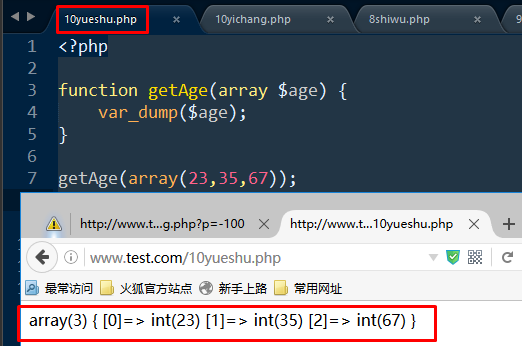 10yueshu.php × 10yichang.php × 8shiwu.php × 9
1 <?php
2
3 function getAge(array $age) {
4     var_dump($age);
5 }
6
7 getAge(array(23,35,67));
http://www.t...g.php?p=-100 × http://www.t...10yueshu.php ×
www.test.com/10yueshu.php
最常访问 火狐官方站点 新手上路 常用网址
array(3) { [0]=> int(23) [1]=> int(35) [2]=> int(67) }